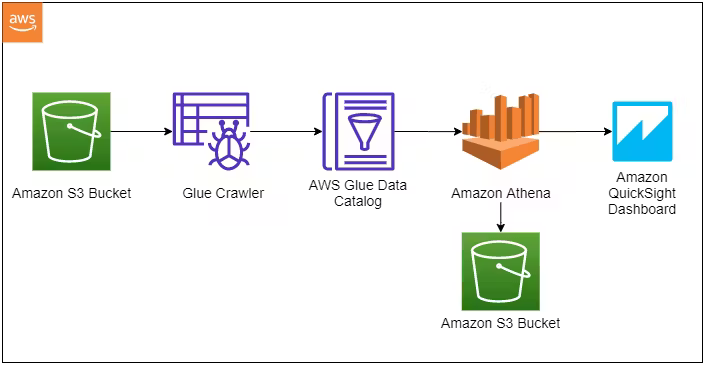 aws
Amazon S3 Bucket
Glue Crawler
AWS Glue Data
Catalog
Amazon Athena
Amazon
QuickSight
Dashboard
Amazon S3 Bucket